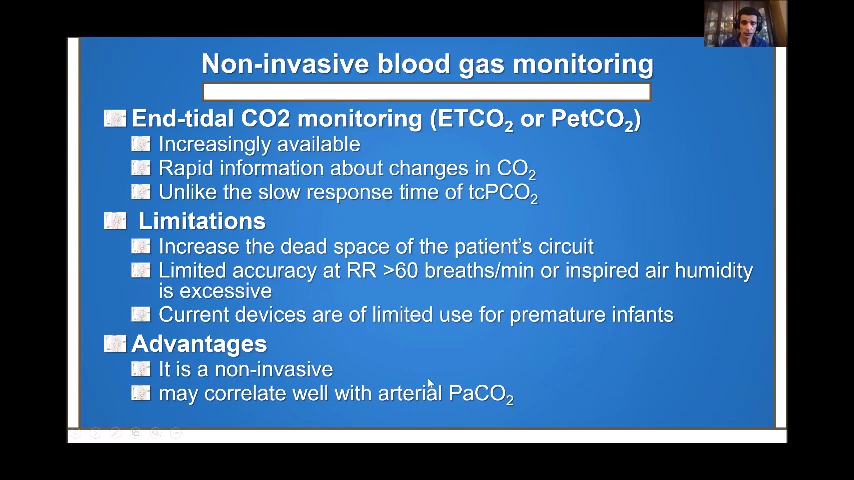 Non-invasive blood gas monitoring
End-tidal CO2 monitoring (ETCO₂ or PetCO₂)
Increasingly available
Rapid information about changes in CO₂
Unlike the slow response time of tcPCO₂
Limitations
Increase the dead space of the patient's circuit
Limited accuracy at RR >60 breaths/min or inspired air humidity
is excessive
Current devices are of limited use for premature infants
Advantages
It is a non-invasive
may correlate well with arterial PaCO₂